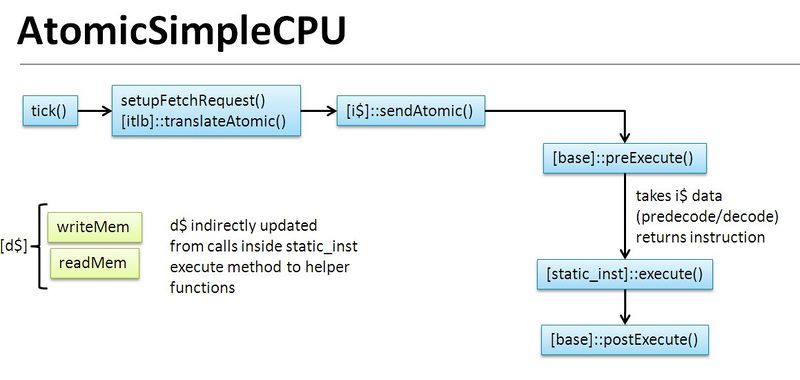 AtomicSimpleCPU
tick()
setupFetchRequest()
[itlb]::translateAtomic()
[i$]::sendAtomic()
[base]::preExecute()
takes i$ data
(predecode/decode)
returns instruction
[static_inst]::execute()
[base]::postExecute()
[d$]
writeMem
readMem
d$ indirectly updated
from calls inside static_inst
execute method to helper
functions